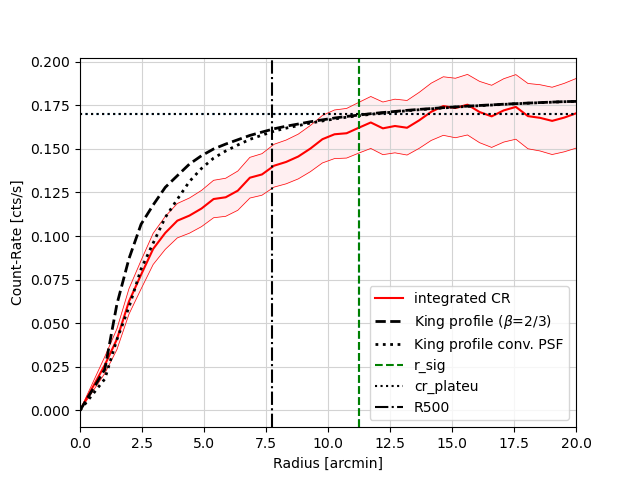 0.200
0.175
0.150
0.125
0.100
0.075
0.050
0.025
0.000
Count-Rate [cts/s]
integrated CR
King profile (β=2/3)
King profile conv. PSF
r_sig
cr_plateu
R500
0.0 2.5 5.0 7.5 10.0 12.5 15.0 17.5 20.0
Radius [arcmin]